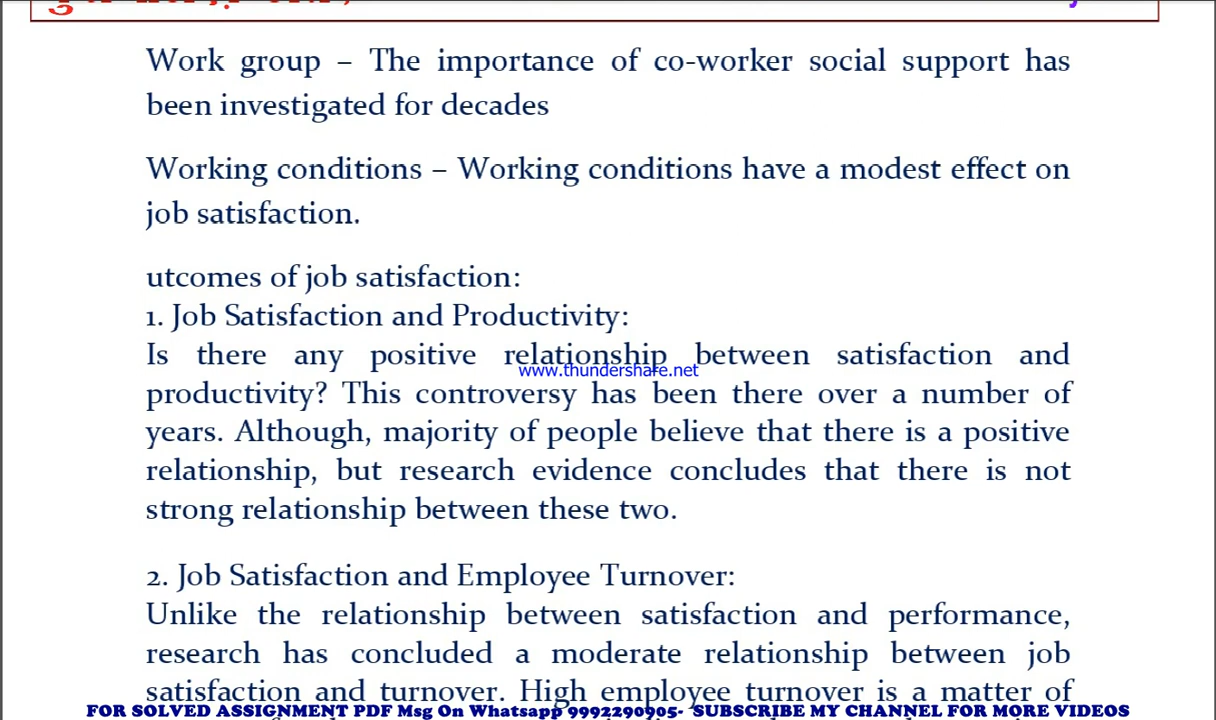 Work group – The importance of co-worker social support has
been investigated for decades
Working conditions – Working conditions have a modest effect on
job satisfaction.
utcomes of job satisfaction:
1. Job Satisfaction and Productivity:
Is there any positive relationship between satisfaction and
www.thundershare.net
productivity? This controversy has been there over a number of
years. Although, majority of people believe that there is a positive
relationship, but research evidence concludes that there is not
strong relationship between these two.
2. Job Satisfaction and Employee Turnover:
Unlike the relationship between satisfaction and performance,
research has concluded a moderate relationship between job
satisfaction and turnover. High employee turnover is a matter of
FOR SOLVED ASSIGNMENT PDF Msg On Whatsapp 9992290905- SUBSCRIBE MY CHANNEL FOR MORE VIDEOS